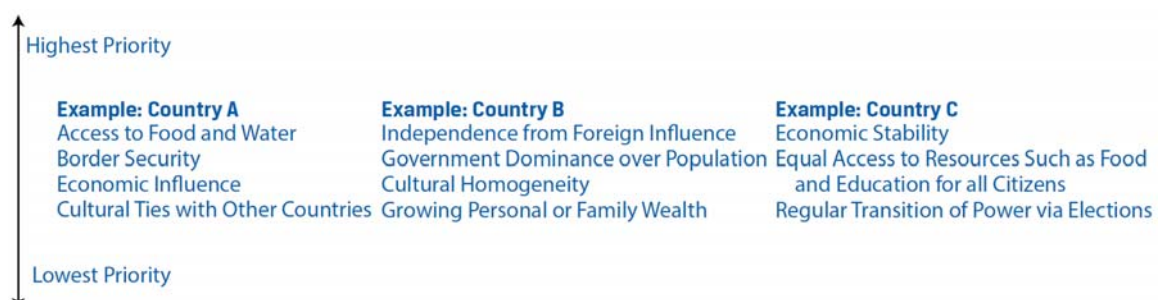 Highest Priority
Example: Country A
Access to Food and Water
Border Security
Economic Influence
Cultural Ties with Other Countries
Example: Country B
Independence from Foreign Influence
Government Dominance over Population
Cultural Homogeneity
Growing Personal or Family Wealth
Example: Country C
Economic Stability
Equal Access to Resources Such as Food
and Education for all Citizens
Regular Transition of Power via Elections
Lowest Priority